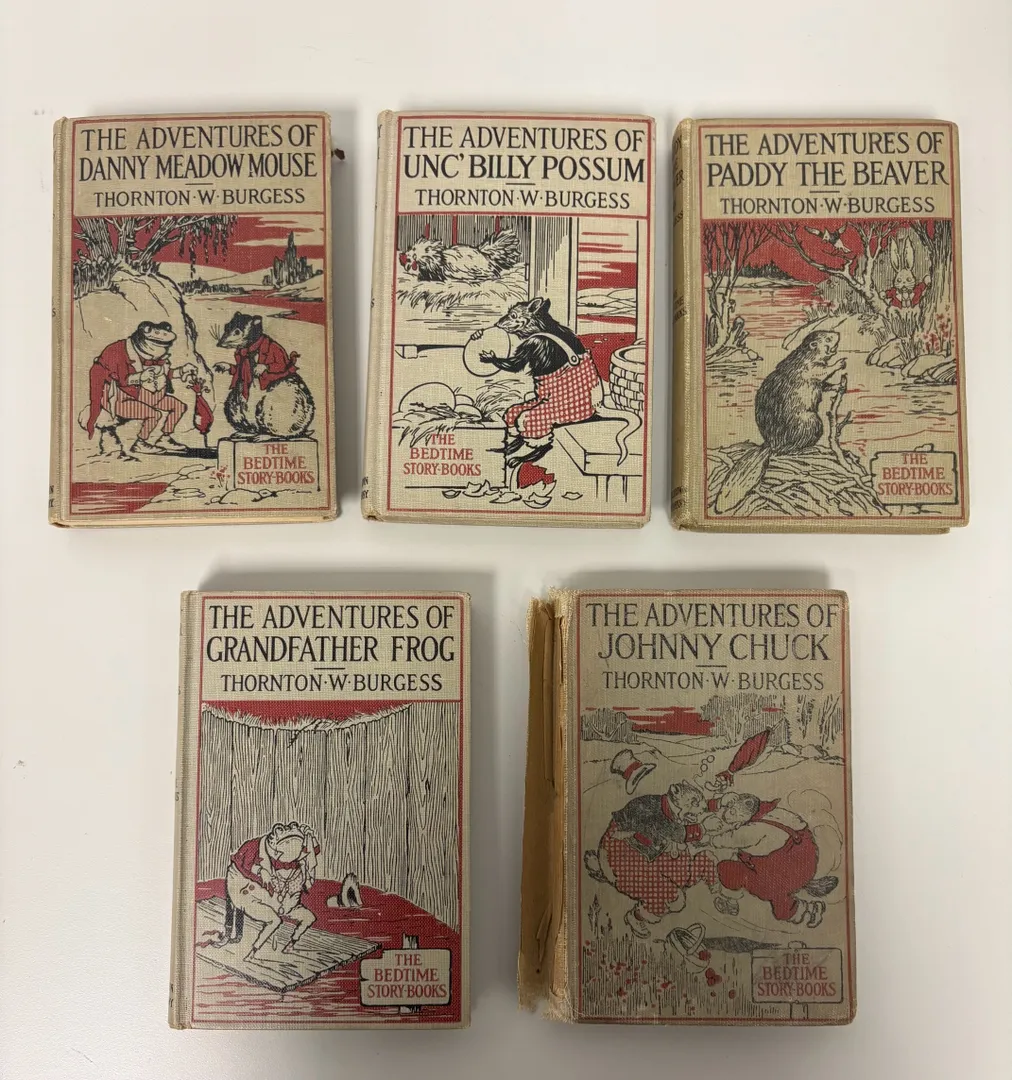 THE ADVENTURES OF
DANNY MEADOW MOUSE
THORNTON·W·BURGESS
THE
BEDTIME
STORY-BOOKS
THE ADVENTURES OF
UNC' BILLY POSSUM
THORNTON·W·BURGESS
THE
BEDTIME
STORY-BOOKS
THE ADVENTURES OF
PADDY THE BEAVER
THORNTON·W·BURGESS
THE
BEDTIME
STORY-BOOKS
THE ADVENTURES OF
GRANDFATHER FROG
THORNTON·W·BURGESS
THE
BEDTIME
STORY-BOOKS
THE ADVENTURES OF
JOHNNY CHUCK
THORNTON·W·BURGESS
THE
BEDTIME
STORY-BOOKS